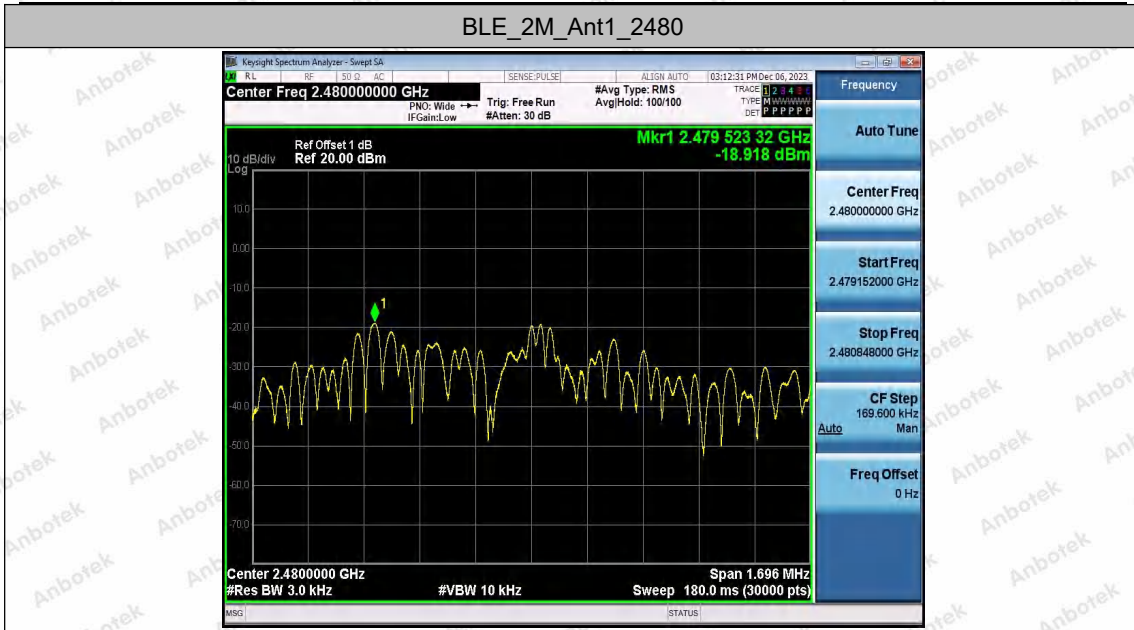 BLE_2M_Ant1_2480
Keysight Spectrum Analyzer - Swept SA
RL RF 50 Ω AC SENSE:PULSE ALIGN AUTO 03:12:31 PM Dec 06, 2023
Center Freq 2.480000000 GHz
PNO: Wide
IFGain:Low
Trig: Free Run
#Atten: 30 dB
#Avg Type: RMS
Avg|Hold: 100/100
TRACE 1 2 3 4 5 6
TYPE M WWWWW
DET P P P P P P
Ref Offset 1 dB
10 dB/div Ref 20.00 dBm
Log
Mkr1 2.479 523 32 GHz
-18.918 dBm
10.0
0.00
-10.0
1
-20.0
-30.0
-40.0
-50.0
-60.0
-70.0
Center 2.4800000 GHz Span 1.696 MHz
#Res BW 3.0 kHz #VBW 10 kHz Sweep 180.0 ms (30000 pts)
MSG STATUS
Frequency
Auto Tune
Center Freq
2.480000000 GHz
Start Freq
2.479152000 GHz
Stop Freq
2.480848000 GHz
CF Step
169.600 kHz
Auto Man
Freq Offset
0 Hz
Anbotek